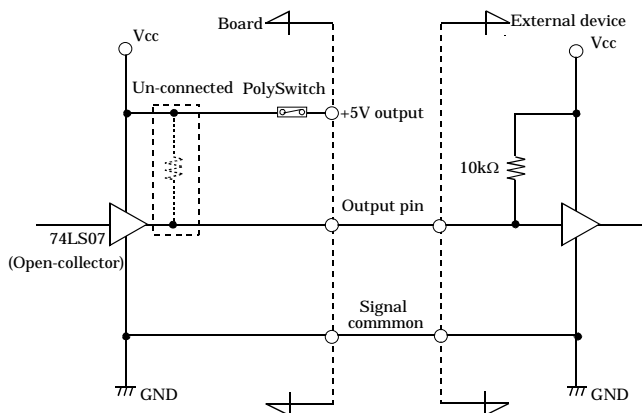 Board
External device
Vcc
Vcc
Un-connected
PolySwitch
+5V output
10kΩ
Output pin
74LS07
(Open-collector)
Signal
commmon
GND
GND